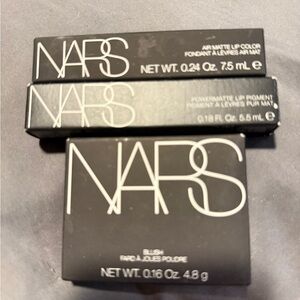 NARS
AIR MATTE LIP COLOR
FONDANT À LÈVRES AIR MAT
NET WT. 0.24 Oz. 7.5 mL ℮
NARS
POWERMATTE LIP PIGMENT
PIGMENT À LÈVRES PUR MAT
0.18 Fl. Oz. 5.5 mL ℮
NARS
BLUSH
FARD À JOUES POUDRE
NET WT. 0.16 Oz. 4.8 g